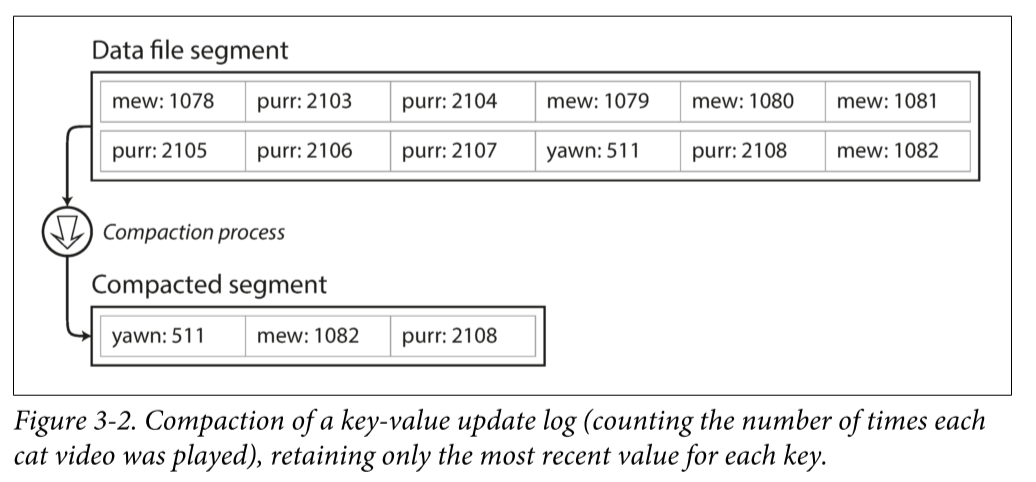 Data file segment
mew: 1078 purr: 2103 purr: 2104 mew: 1079 mew: 1080 mew: 1081
purr: 2105 purr: 2106 purr: 2107 yawn: 511 purr: 2108 mew: 1082
Compaction process
Compacted segment
yawn: 511 mew: 1082 purr: 2108
Figure 3-2. Compaction of a key-value update log (counting the number of times each
cat video was played), retaining only the most recent value for each key.